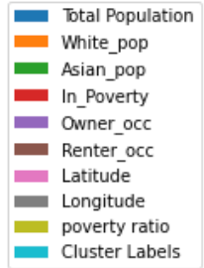 Total Population
White_pop
Asian_pop
In_Poverty
Owner_occ
Renter_occ
Latitude
Longitude
poverty ratio
Cluster Labels